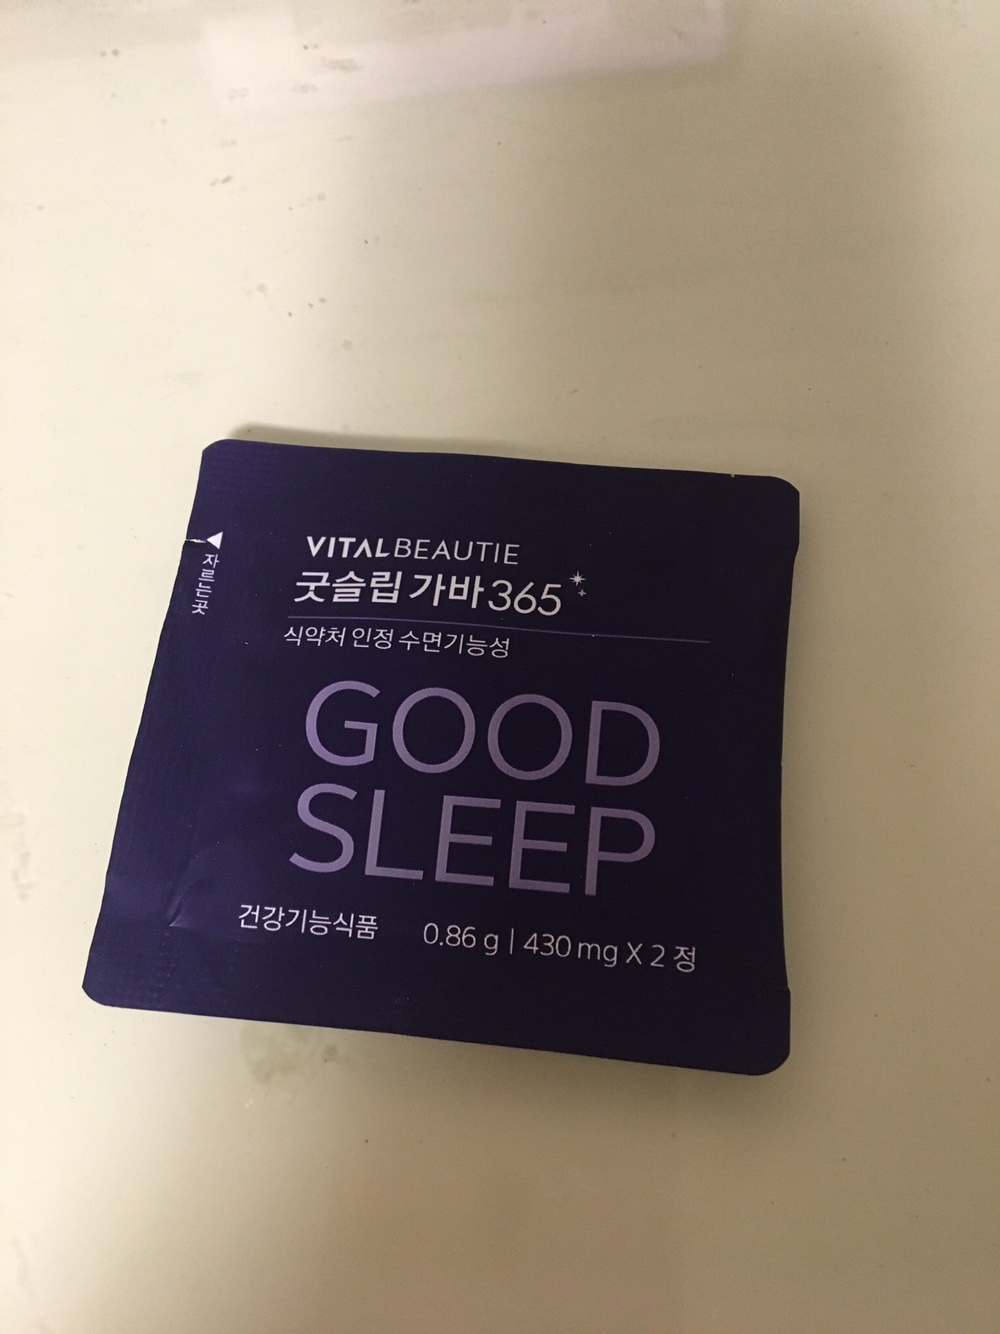 VITALBEAUTIE
굿슬립 가바365
자르는곳
식약처 인정 수면기능성
GOOD
SLEEP
건강기능식품 0.86 g | 430 mg X 2 정